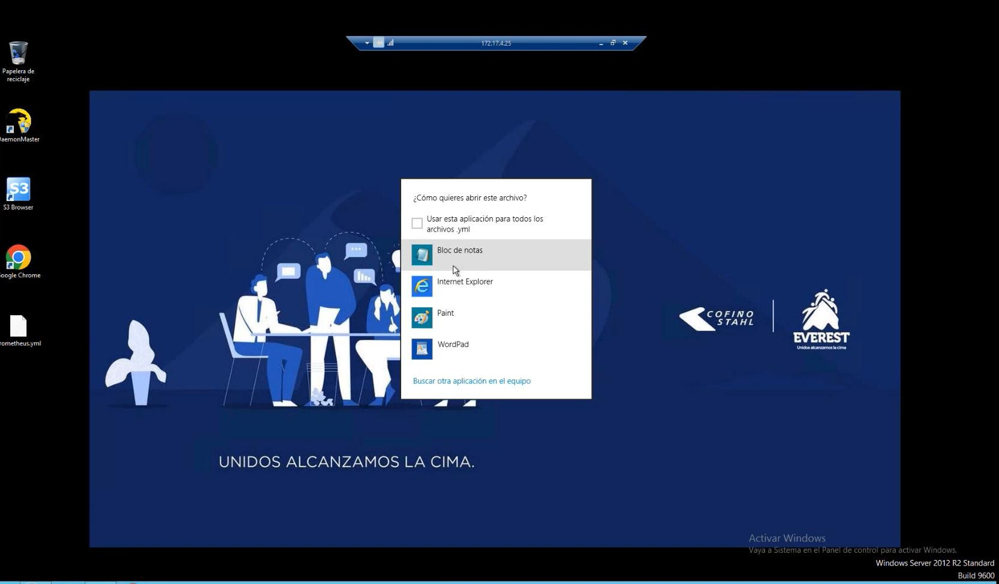 172.17.4.25
Papelera de
reciclaje
DaemonMaster
S3
S3 Browser
Google Chrome
prometheus.yml
¿Cómo quieres abrir este archivo?
Usar esta aplicación para todos los
archivos .yml
Bloc de notas
Internet Explorer
Paint
WordPad
Buscar otra aplicación en el equipo
COFINO
STAHL
EVEREST
Unidos alcanzamos la cima
UNIDOS ALCANZAMOS LA CIMA.
Activar Windows
Vaya a Sistema en el Panel de control para activar Windows.
Windows Server 2012 R2 Standard
Build 9600